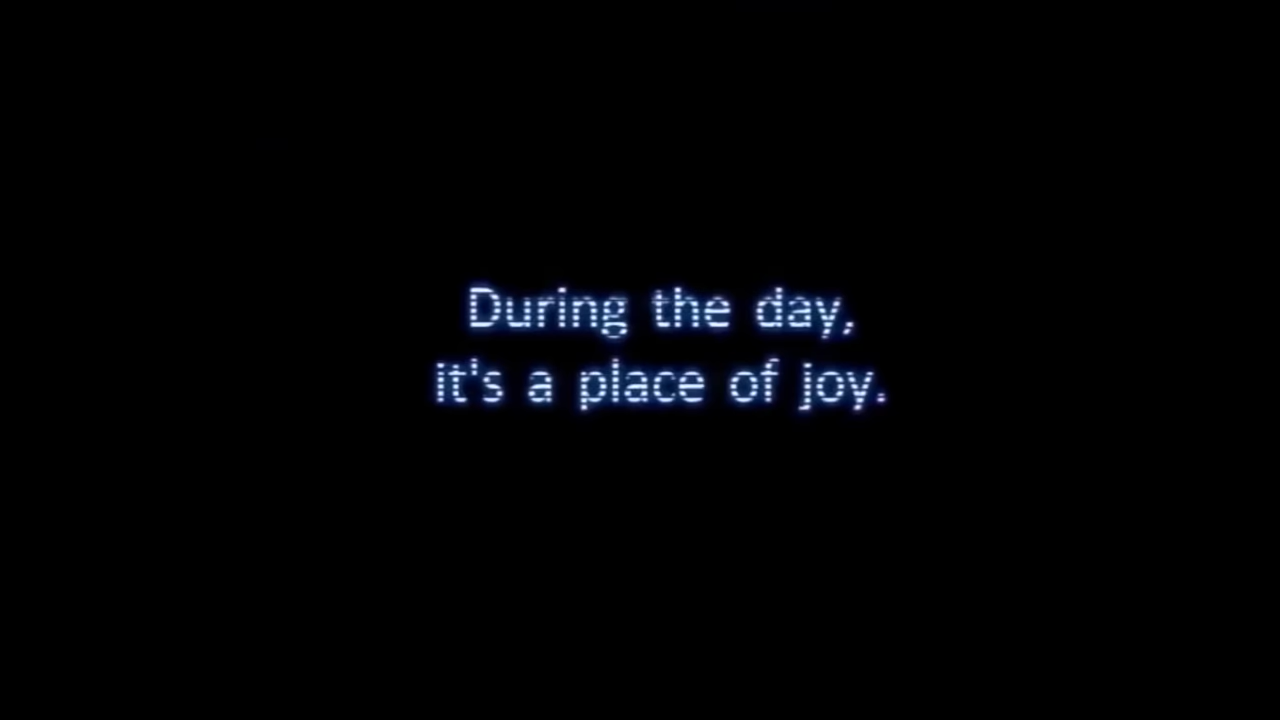 During the day,
it's a place of joy.